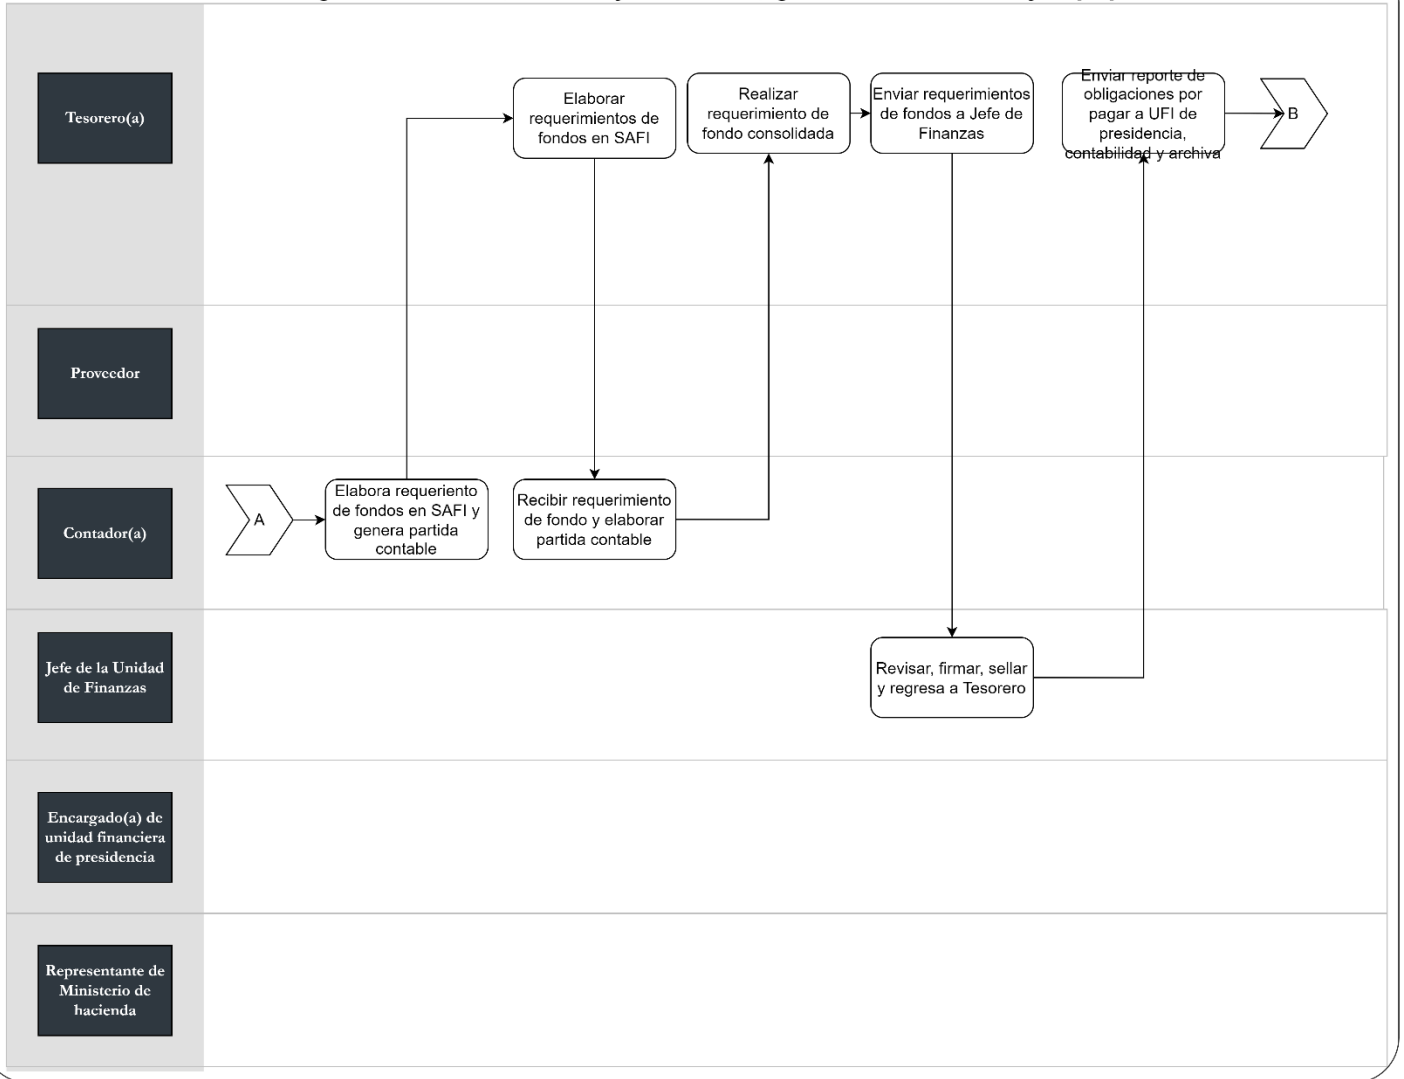 Tesorero(a)
Elaborar
requerimientos de
fondos en SAFI
Realizar
requerimiento de
fondo consolidada
Enviar requerimientos
de fondos a Jefe de
Finanzas
Enviar reporte de
obligaciones por
pagar a UFI de
presidencia,
contabilidad y archiva
B
Proveedor
Contador(a)
A
Elabora requeriento
de fondos en SAFI y
genera partida
contable
Recibir requerimiento
de fondo y elaborar
partida contable
Jefe de la Unidad
de Finanzas
Revisar, firmar, sellar
y regresa a Tesorero
Encargado(a) de
unidad financiera
de presidencia
Representante de
Ministerio de
hacienda